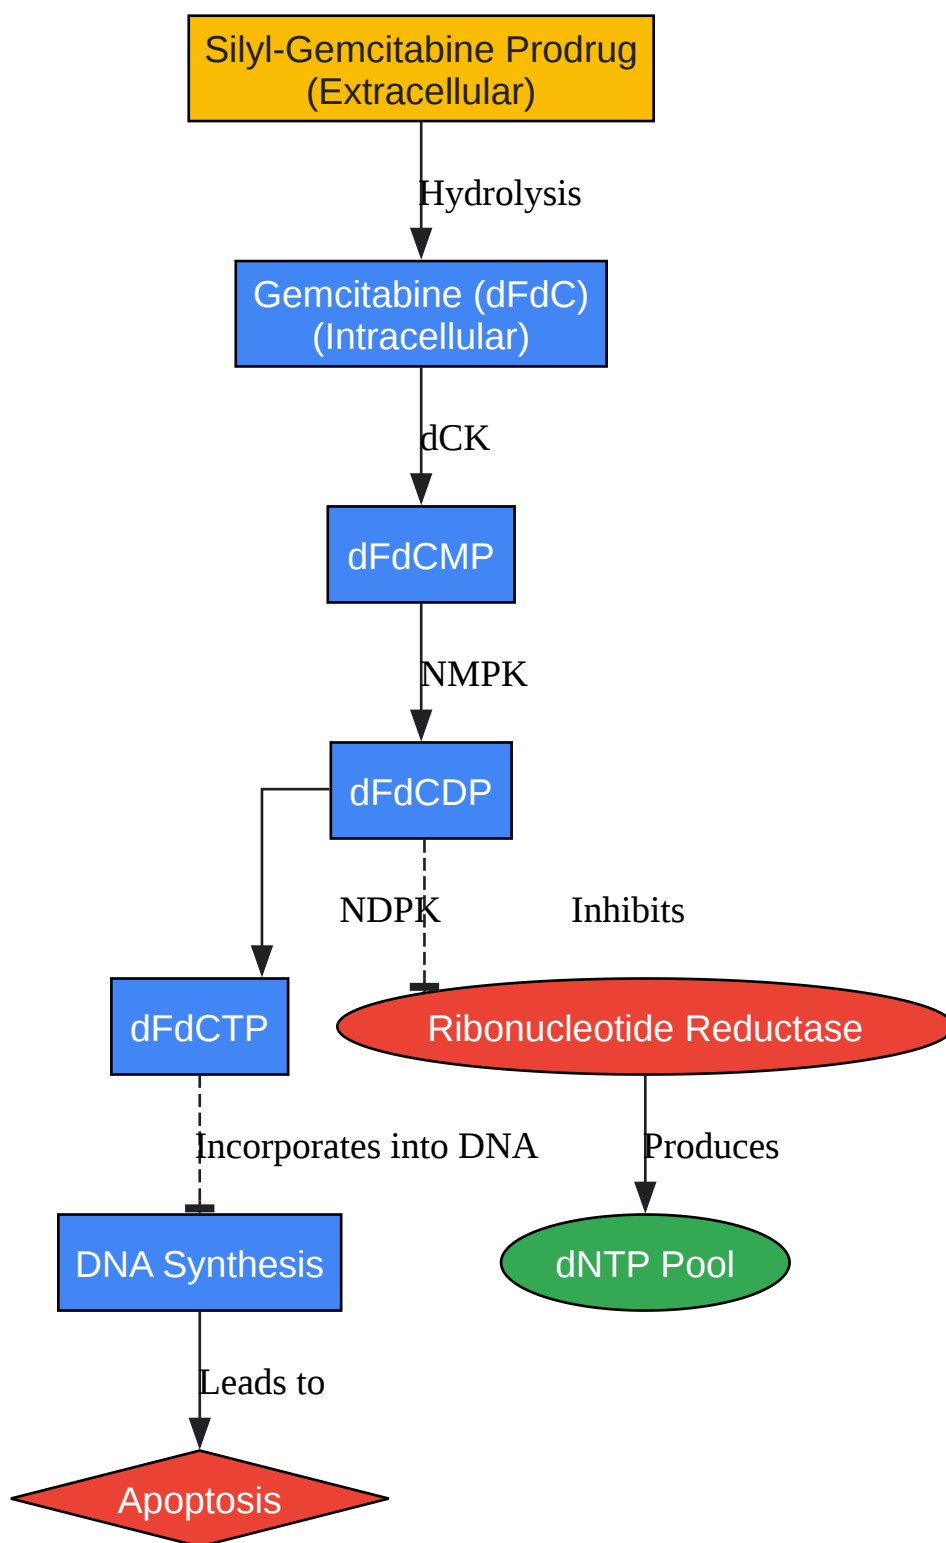 Silyl-Gemcitabine Prodrug
(Extracellular)
Hydrolysis
Gemcitabine (dFdC)
(Intracellular)
dCK
dFdCMP
NMPK
dFdCDP
NDPK
Inhibits
dFdCTP
Ribonucleotide Reductase
Incorporates into DNA
Produces
DNA Synthesis
dNTP Pool
Leads to
Apoptosis